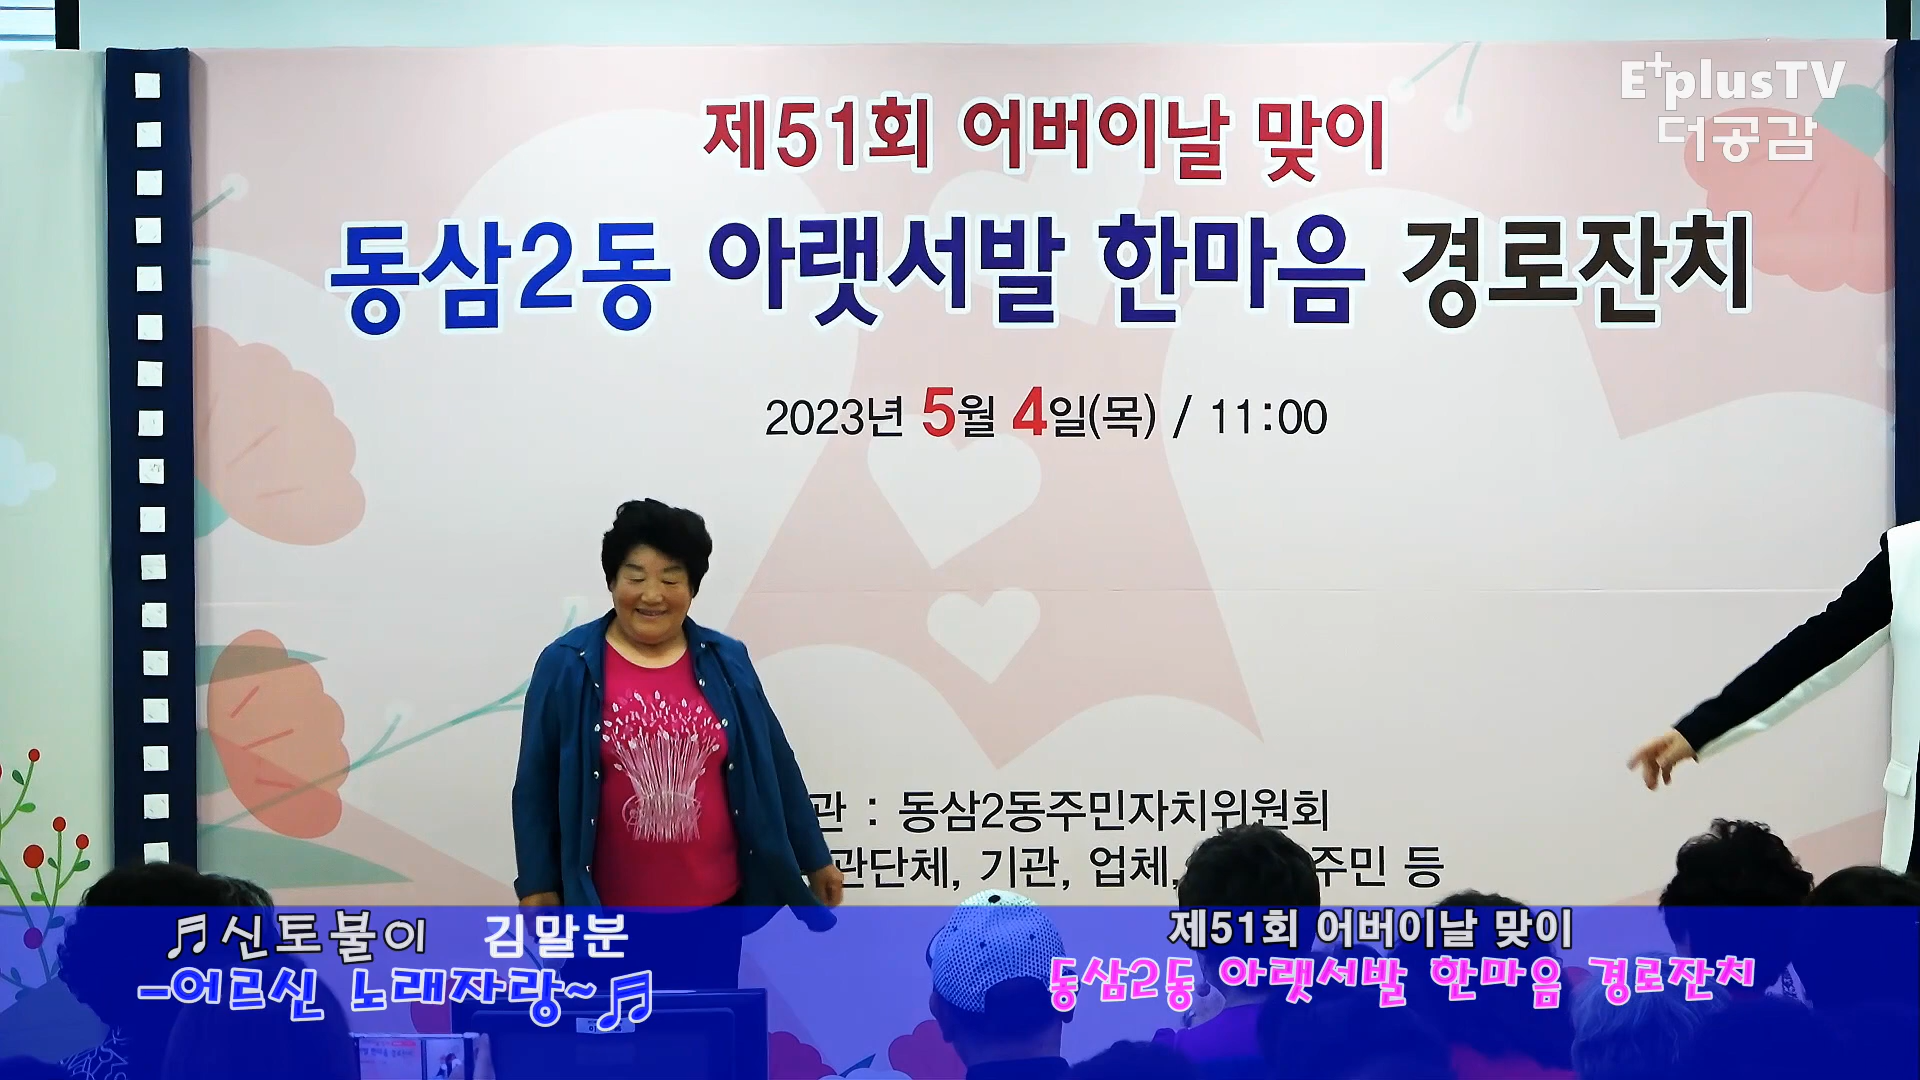 E+plusTV
더공감
제51회 어버이날 맞이
동삼2동 아랫서발 한마음 경로잔치
2023년 5월 4일(목) / 11:00
관 : 동삼2동주민자치위원회
관단체, 기관, 업체, 주민 등
♬신토불이 김말분
-어르신 노래자랑~♬
제51회 어버이날 맞이
동삼2동 아랫서발 한마음 경로잔치